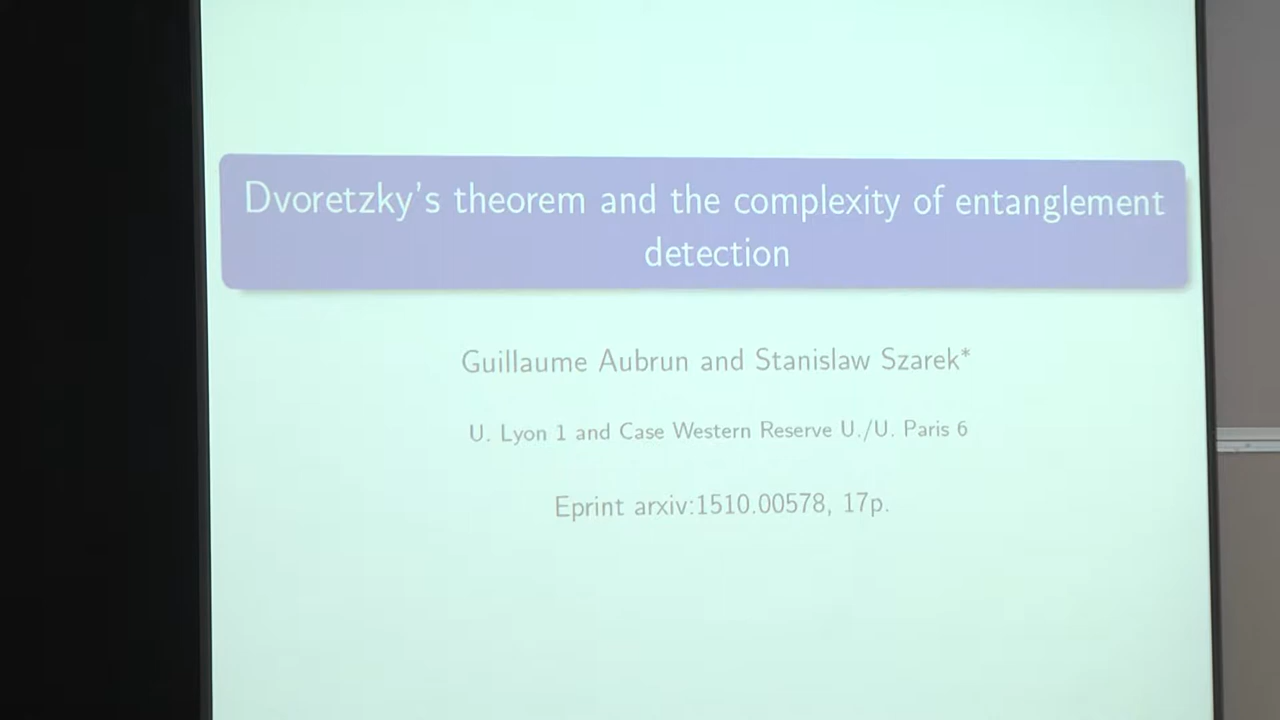 Dvoretzky's theorem and the complexity of entanglement
detection
Guillaume Aubrun and Stanislaw Szarek*
U. Lyon 1 and Case Western Reserve U./U. Paris 6
Eprint arxiv:1510.00578, 17p.